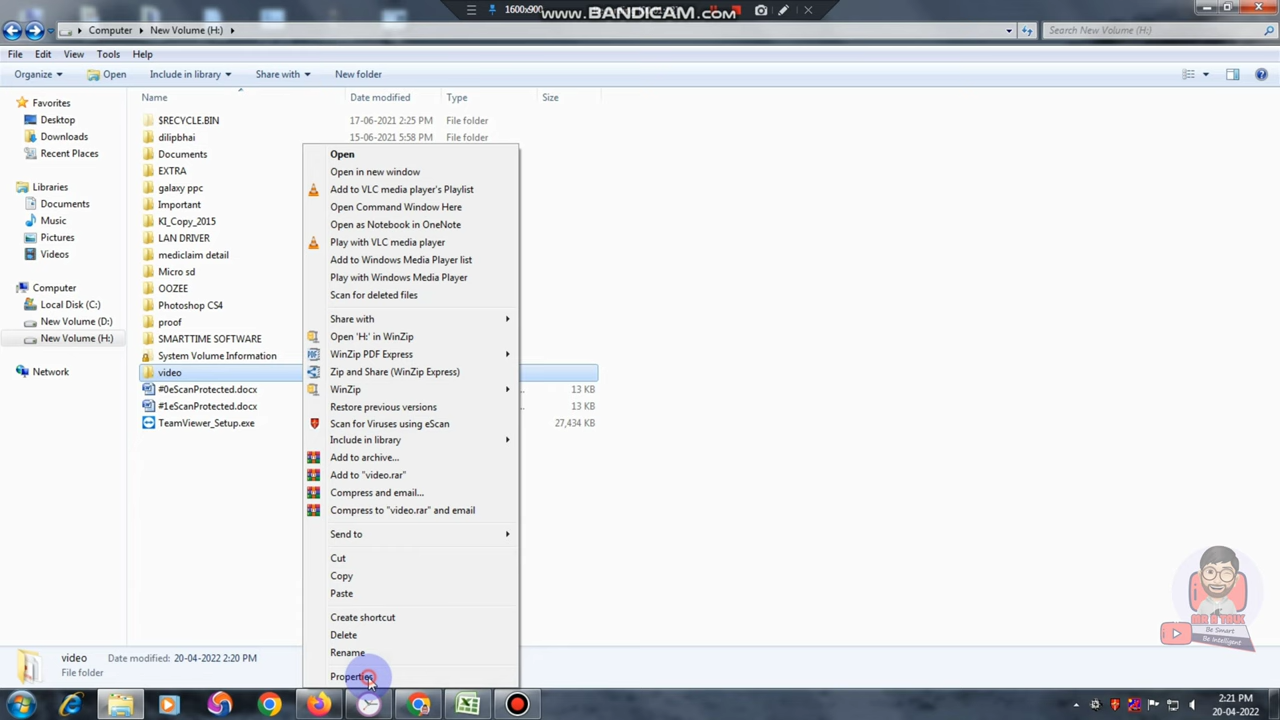 1600x900
www.BANDICAM.com
Computer
New Volume (H:)
Search New Volume (H:)
File Edit View Tools Help
Organize Open Include in library Share with New folder
Name Date modified Type Size
Favorites
Desktop
Downloads
Recent Places
Libraries
Documents
Music
Pictures
Videos
Computer
Local Disk (C:)
New Volume (D:)
New Volume (H:)
Network
$RECYCLE.BIN 17-06-2021 2:25 PM File folder
dilipbhai 15-06-2021 5:58 PM File folder
Documents
EXTRA
galaxy ppc
Important
KI_Copy_2015
LAN DRIVER
mediclaim detail
Micro sd
OOZEE
Photoshop CS4
proof
SMARTTIME SOFTWARE
System Volume Information
video
#0eScanProtected.docx 13 KB
#1eScanProtected.docx 13 KB
TeamViewer_Setup.exe 27,434 KB
Open
Open in new window
Add to VLC media player's Playlist
Open Command Window Here
Open as Notebook in OneNote
Play with VLC media player
Add to Windows Media Player list
Play with Windows Media Player
Scan for deleted files
Share with
Open 'H:' in WinZip
WinZip PDF Express
Zip and Share (WinZip Express)
WinZip
Restore previous versions
Scan for Viruses using eScan
Include in library
Add to archive...
Add to "video.rar"
Compress and email...
Compress to "video.rar" and email
Send to
Cut
Copy
Paste
Create shortcut
Delete
Rename
Properties
video Date modified: 20-04-2022 2:20 PM
File folder
Be Smart
Be Intelligent
2:21 PM
20-04-2022